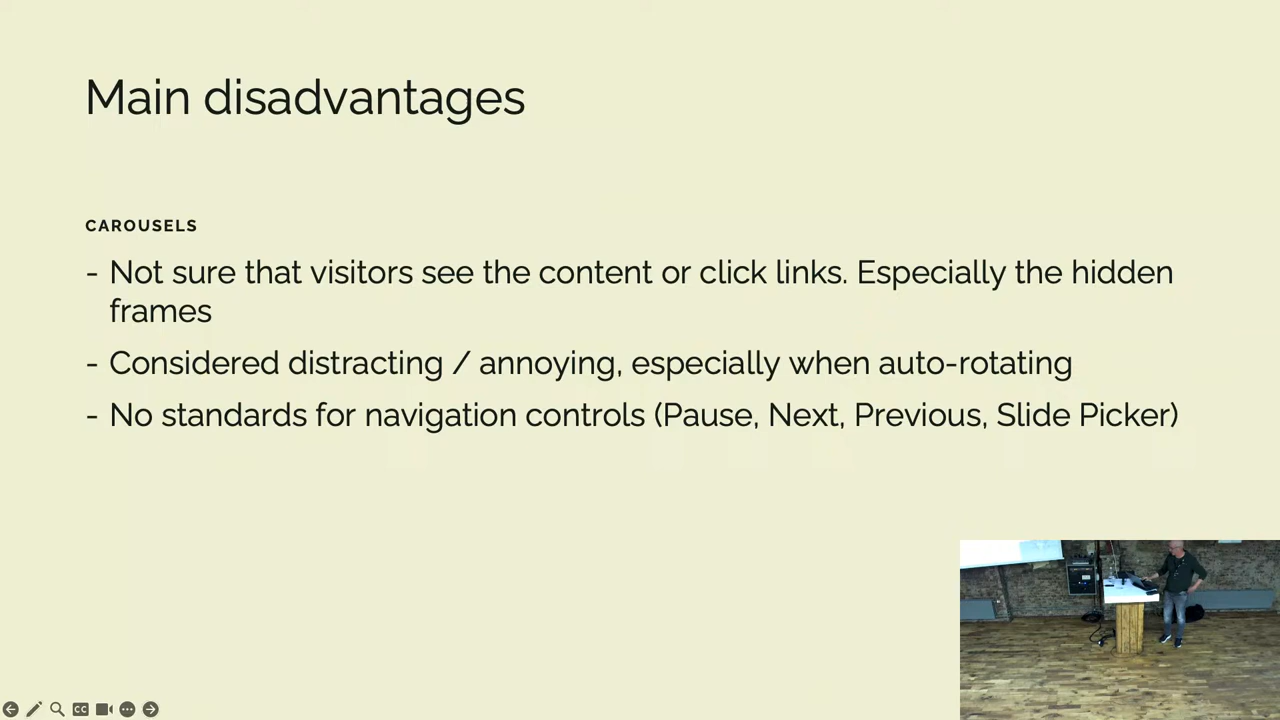 Main disadvantages
CAROUSELS
- Not sure that visitors see the content or click links. Especially the hidden
frames
- Considered distracting / annoying, especially when auto-rotating
- No standards for navigation controls (Pause, Next, Previous, Slide Picker)
CC